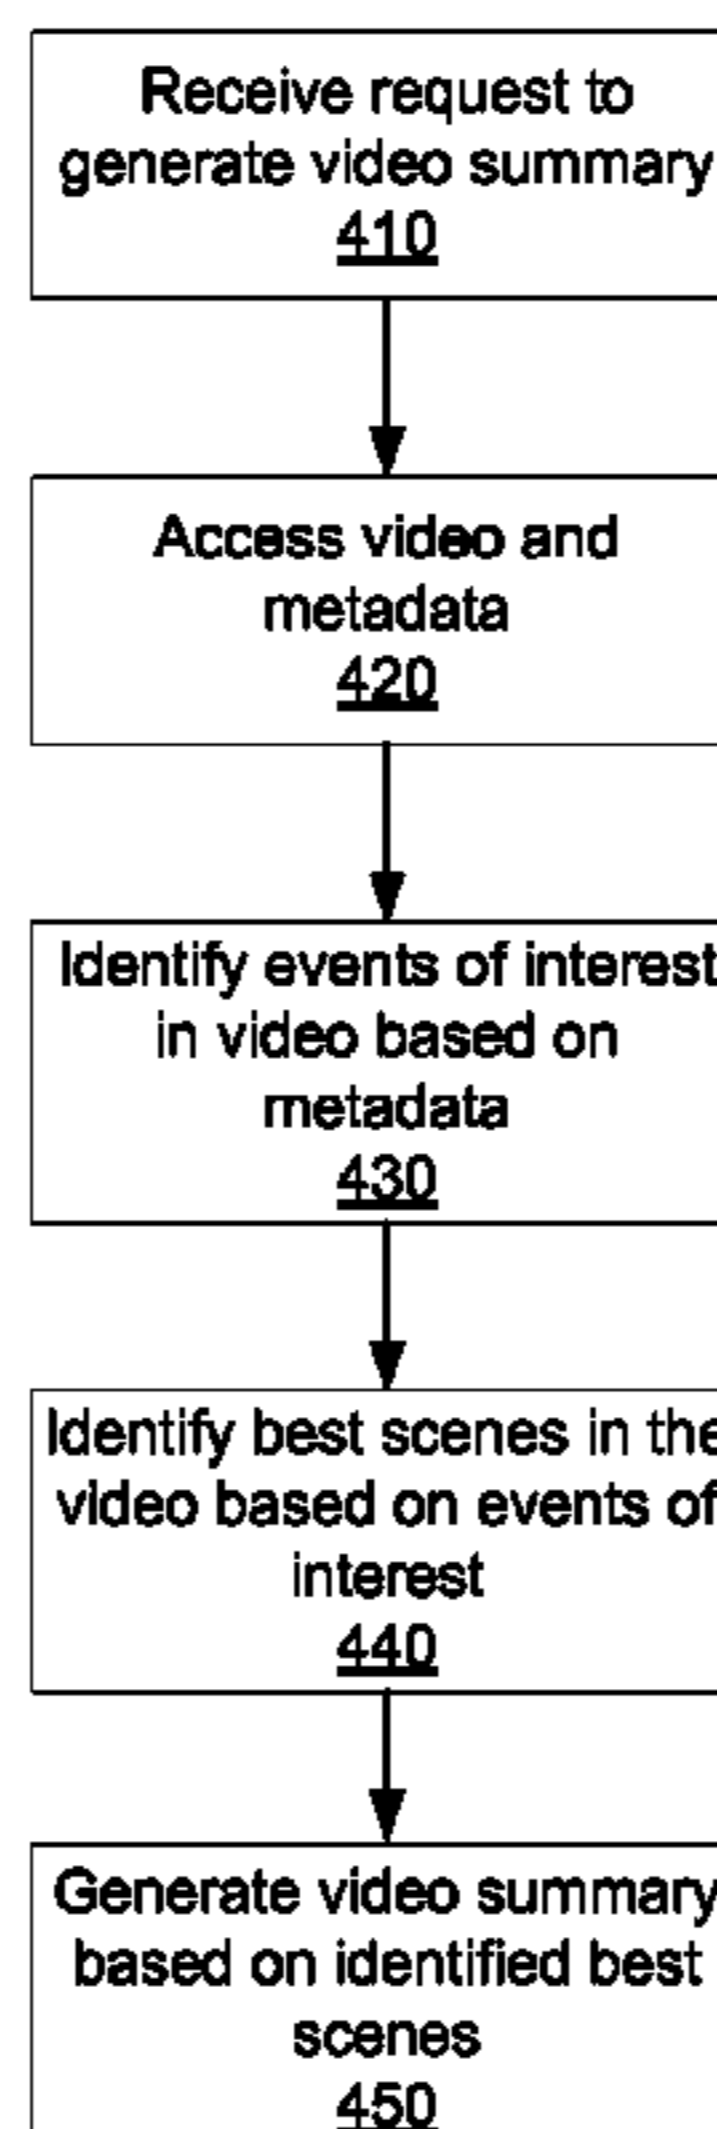 Receive request to
generate video summary
410
Access video and
metadata
420
Identify events of interest
in video based on
metadata
430
Identify best scenes in the
video based on events of
interest
440
Generate video summary
based on identified best
scenes
450